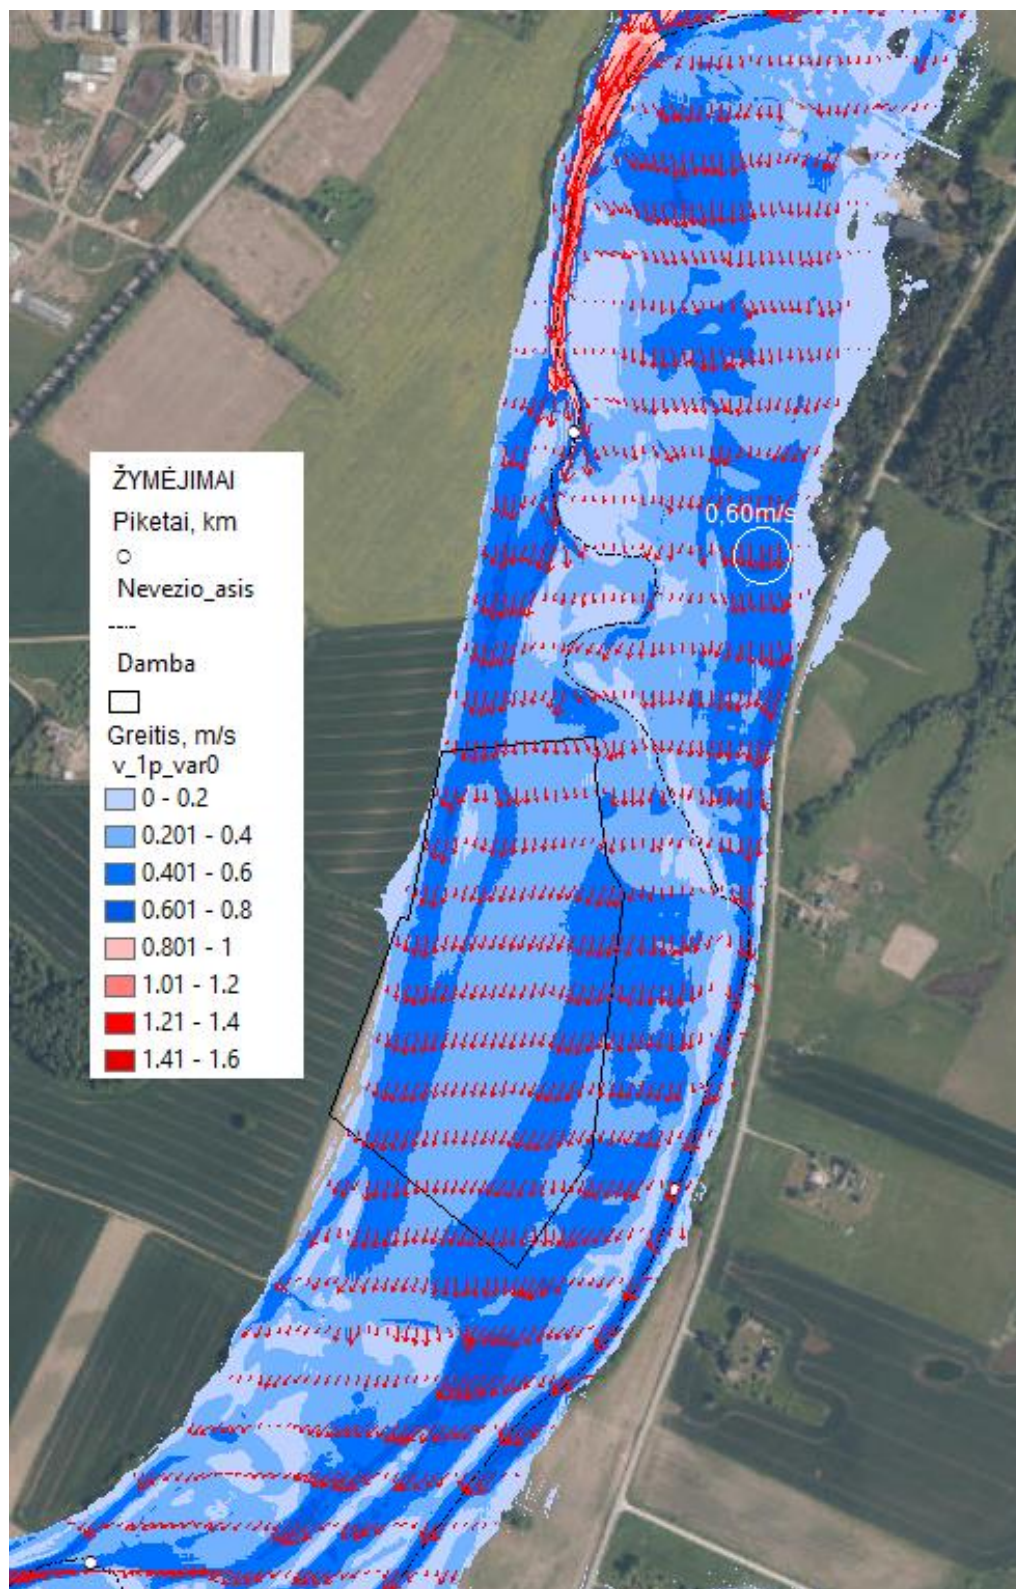 0,60m/s
ŽYMĖJIMAI
Piketai, km
Nevezio_asis
Damba
Greitis, m/s
v_1p_var0
0 - 0.2
0.201 - 0.4
0.401 - 0.6
0.601 - 0.8
0.801 - 1
1.01 - 1.2
1.21 - 1.4
1.41 - 1.6